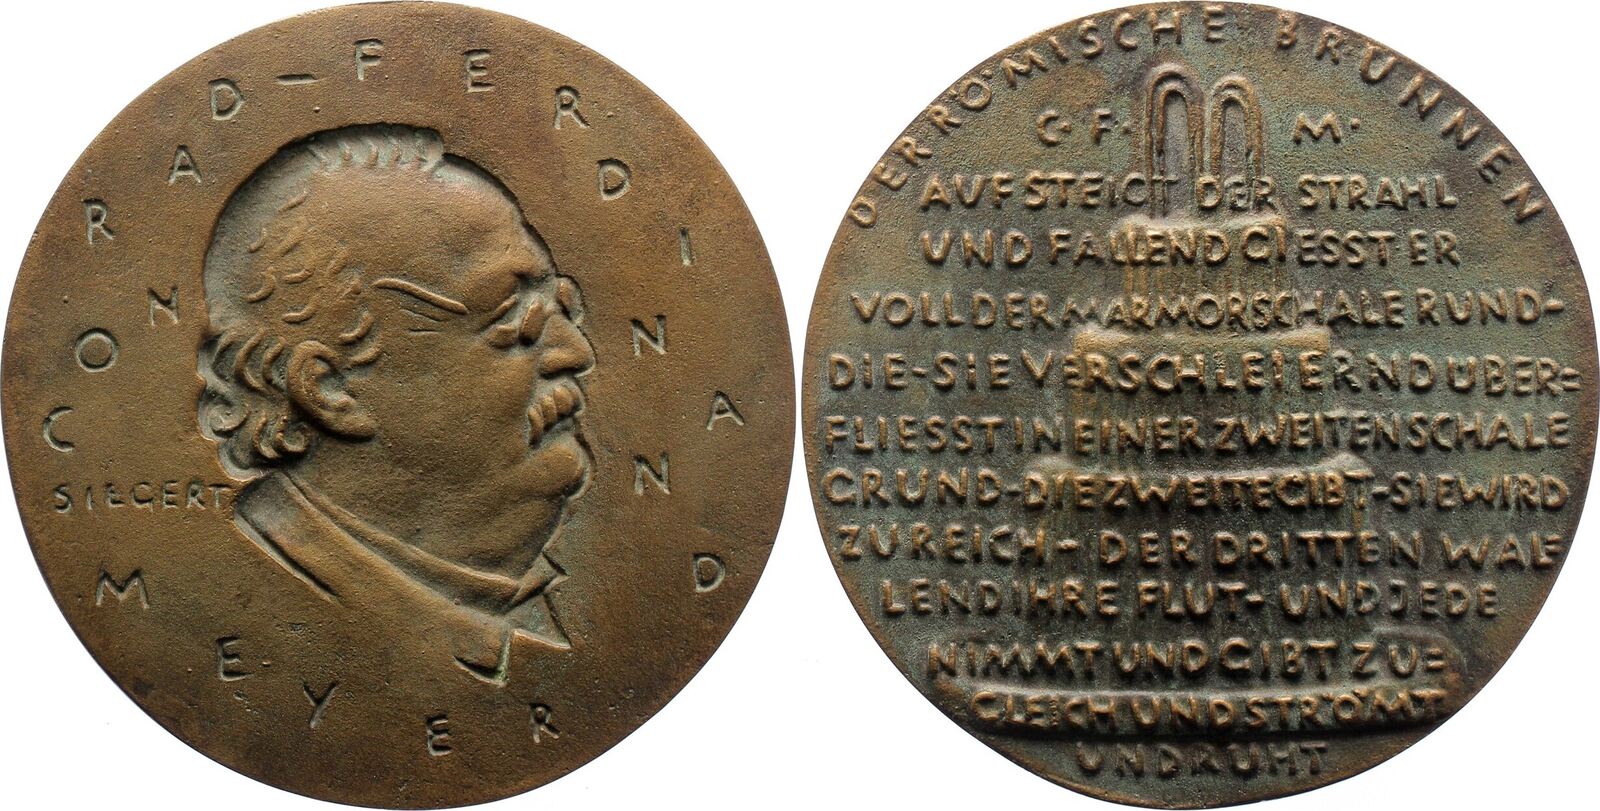 CONRAD-FERDINAND
MEYER
SIEGERT
DER RÖMISCHE BRUNNEN
C. F. M.
AUFSTEIGT DER STRAHL
UND FALLEND GIESST ER
VOLL DER MARMORSCHALE RUND-
DIE-SIE VERSCHLEIERND ÜBER=
FLIESST IN EINER ZWEITEN SCHALE
GRUND-DIE ZWEITE GIBT-SIE WIRD
ZU REICH-DER DRITTEN WAL=
LEND IHRE FLUT-UND JEDE
NIMMT UND GIBT ZU=
GLEICH UND STRÖMT
UND RUHT